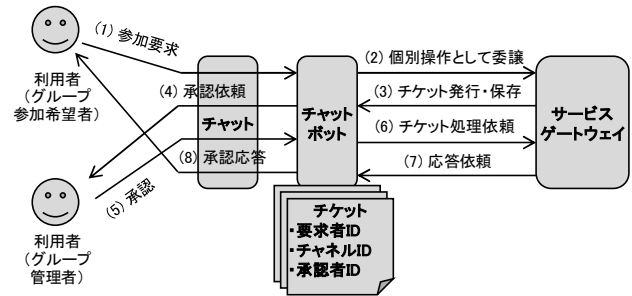 (1) 参加要求
(2) 個別操作として委譲
利用者
(グループ
参加希望者)
(4) 承認依頼
(3) チケット発行・保存
チャット
チャット
ボット
サービス
ゲートウェイ
(6) チケット処理依頼
(8) 承認応答
(7) 応答依頼
(5) 承認
利用者
(グループ
管理者)
チケット
・要求者ID
・チャネルID
・承認者ID